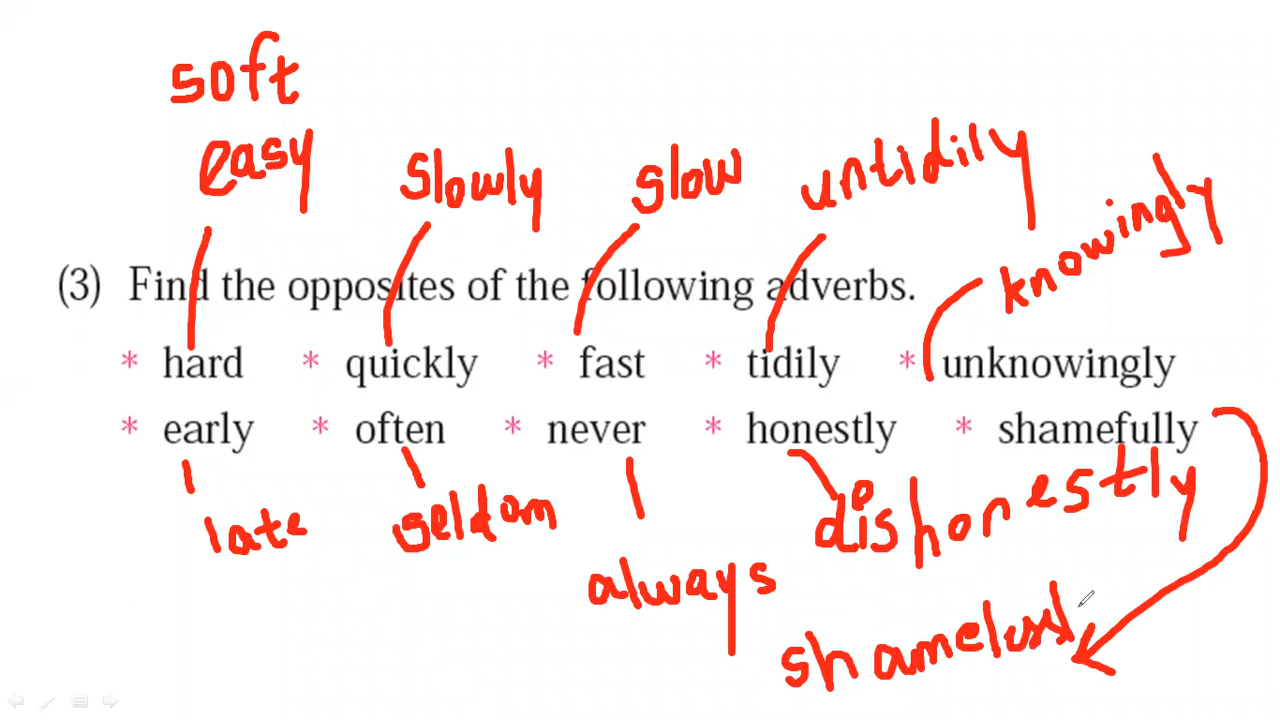 soft
easy slowly slow untidily
knowingly
(3) Find the opposites of the following adverbs.
* hard * quickly * fast * tidily * unknowingly
* early * often * never * honestly * shamefully
late seldom dishonestly
always